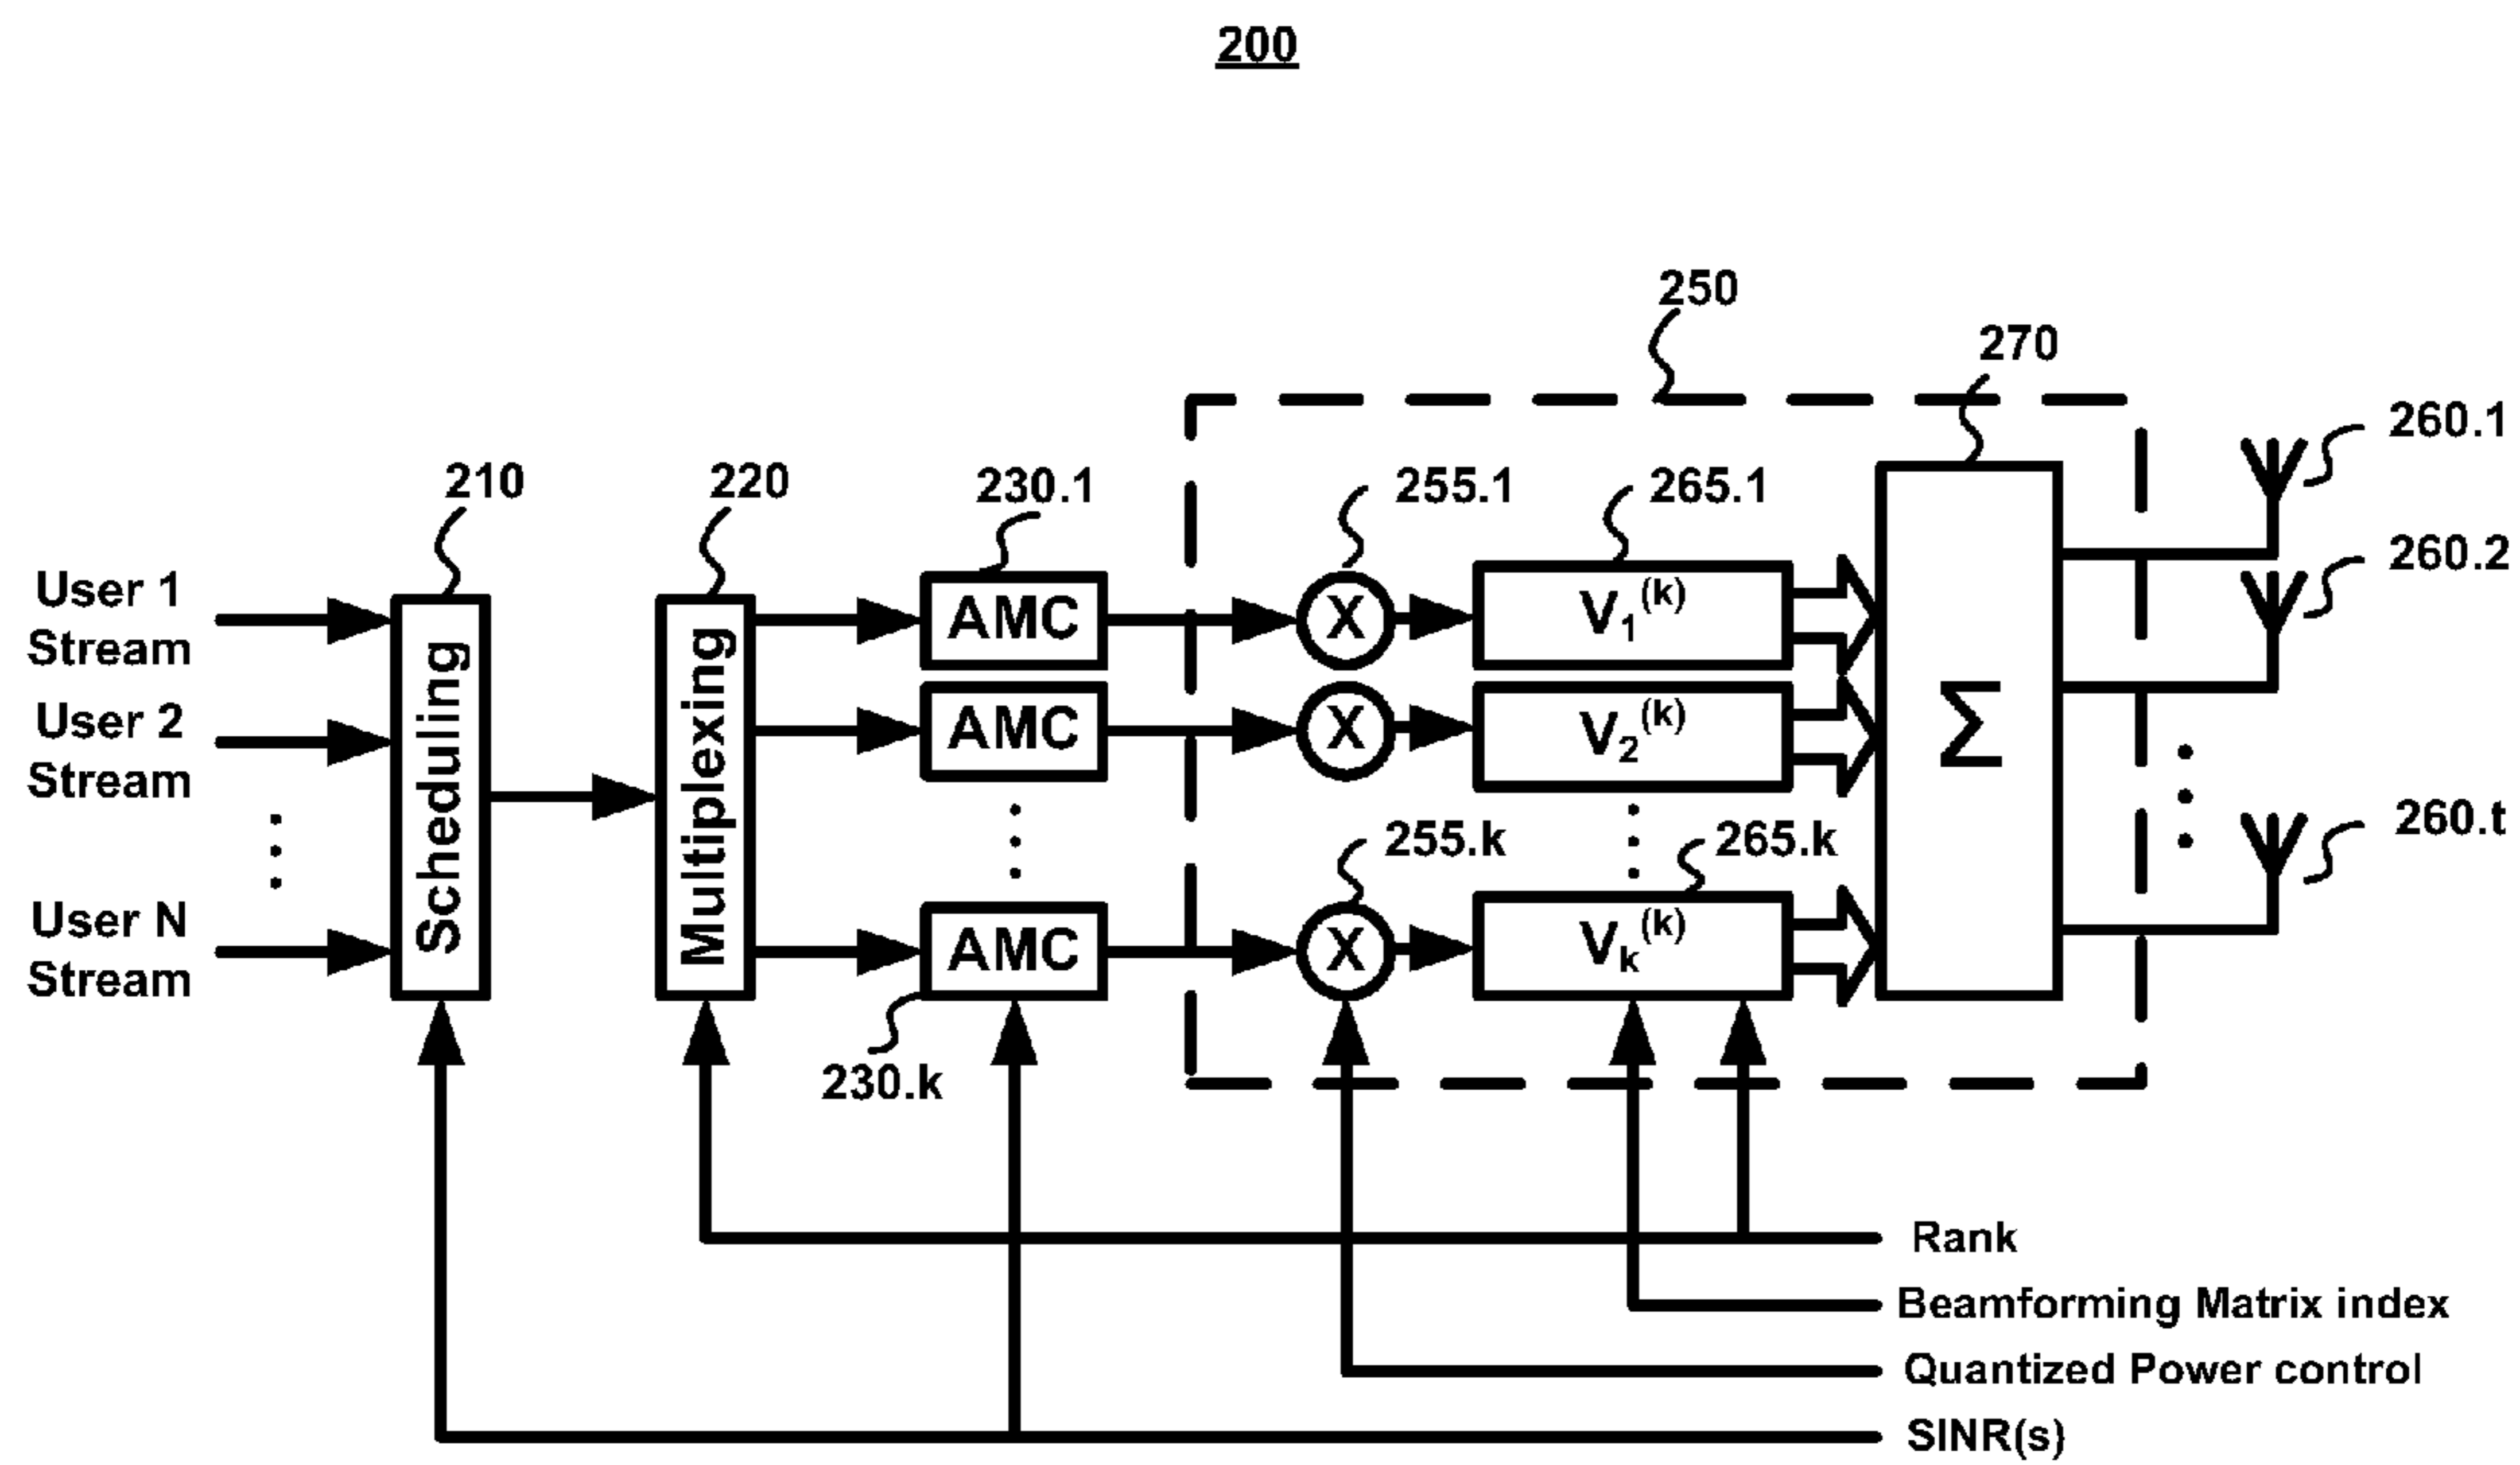 200
250
270
260.1
210
220
230.1
255.1
265.1
260.2
User 1
Stream
User 2
Stream
User N
Stream
Scheduling
Multiplexing
AMC
AMC
AMC
X
X
X
V1(k)
V2(k)
Vk(k)
Σ
255.k
265.k
260.t
230.k
Rank
Beamforming Matrix index
Quantized Power control
SINR(s)